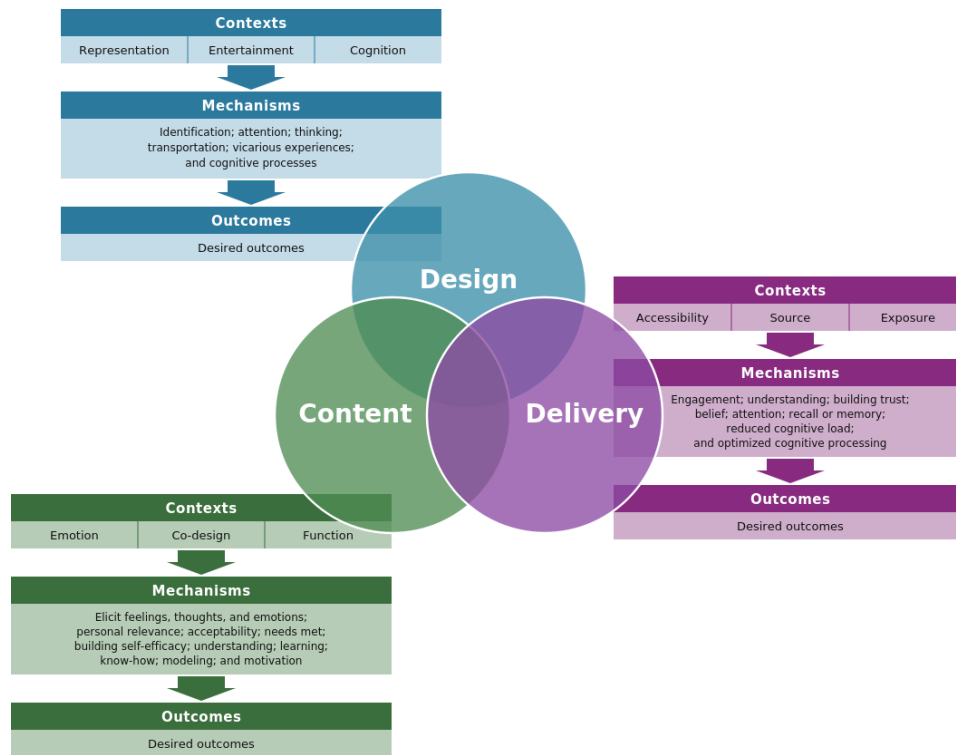 Contexts
Representation Entertainment Cognition
Mechanisms
Identification; attention; thinking;
transportation; vicarious experiences;
and cognitive processes
Outcomes
Desired outcomes
Design
Content
Delivery
Contexts
Accessibility Source Exposure
Mechanisms
Engagement; understanding; building trust;
belief; attention; recall or memory;
reduced cognitive load;
and optimized cognitive processing
Outcomes
Desired outcomes
Contexts
Emotion Co-design Function
Mechanisms
Elicit feelings, thoughts, and emotions;
personal relevance; acceptability; needs met;
building self-efficacy; understanding; learning;
know-how; modeling; and motivation
Outcomes
Desired outcomes